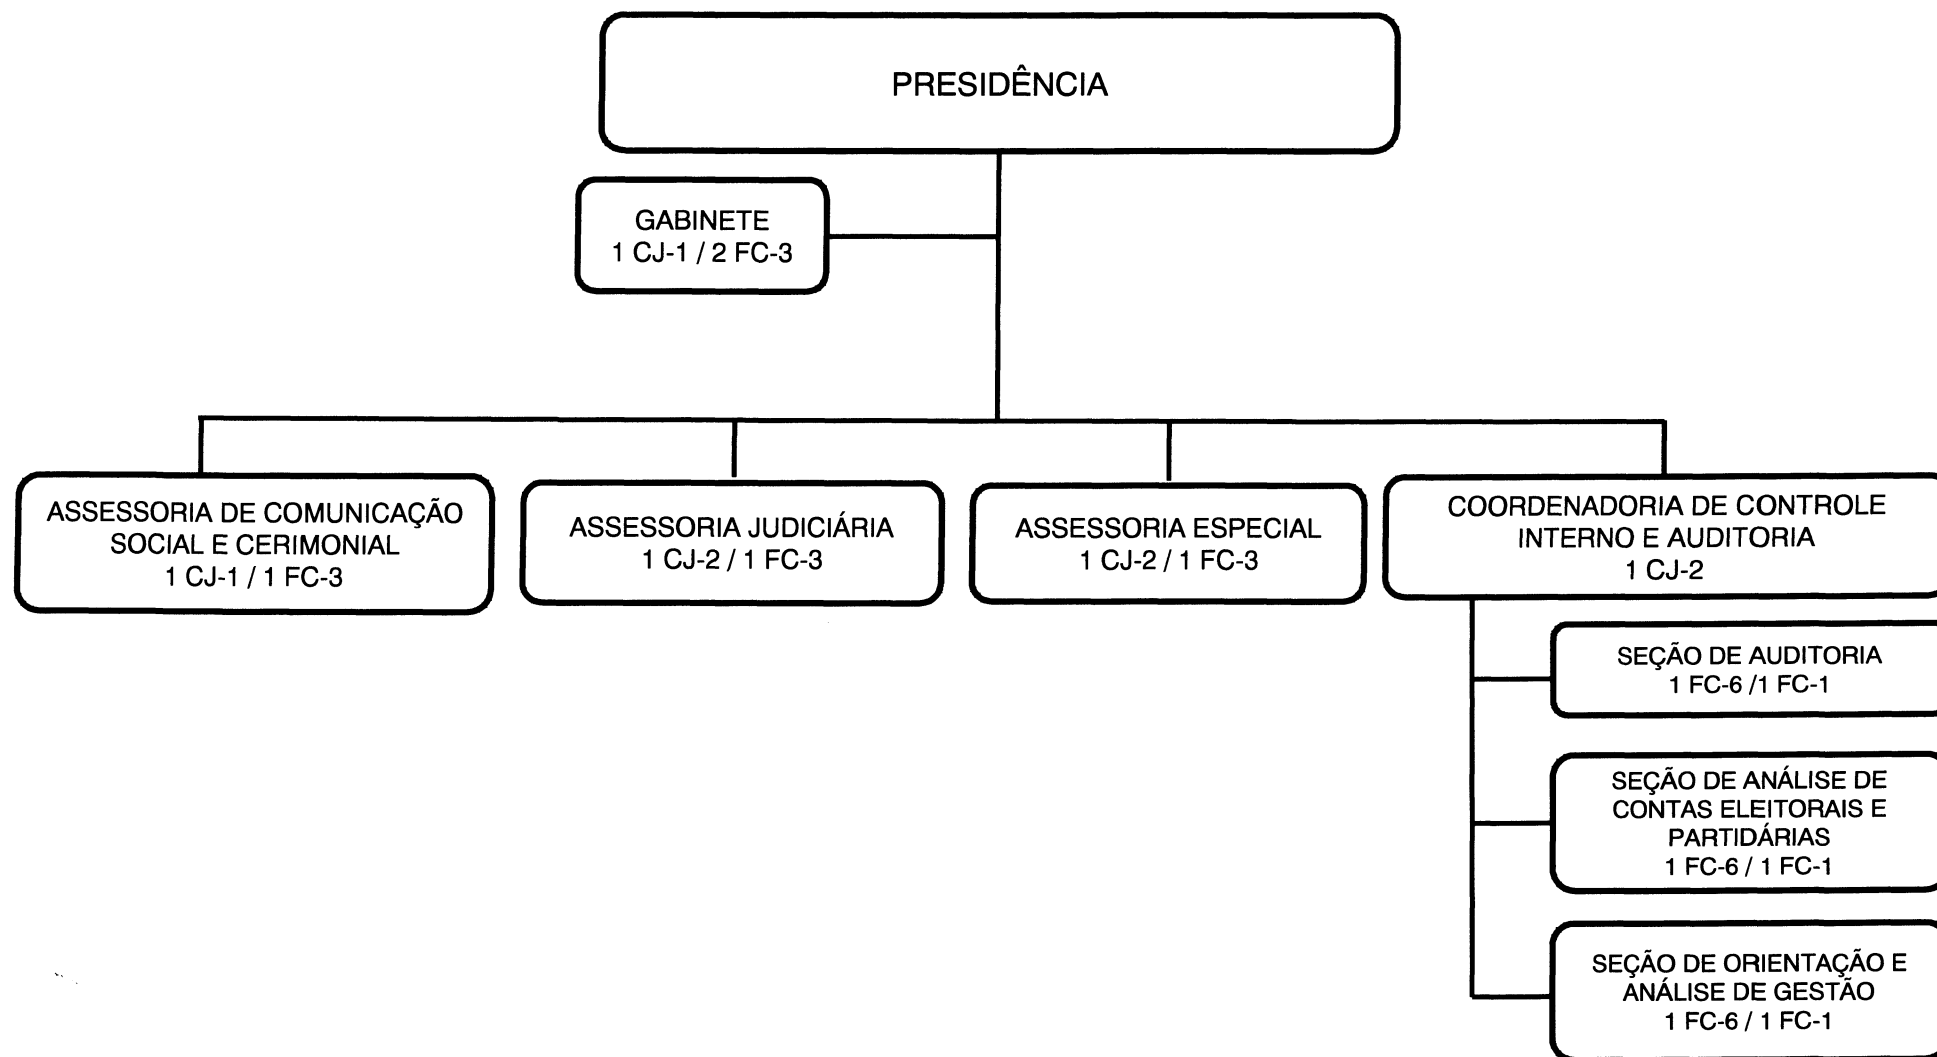 PRESIDÊNCIA
GABINETE
1 CJ-1 / 2 FC-3
ASSESSORIA DE COMUNICAÇÃO
SOCIAL E CERIMONIAL
1 CJ-1 / 1 FC-3
ASSESSORIA JUDICIÁRIA
1 CJ-2 / 1 FC-3
ASSESSORIA ESPECIAL
1 CJ-2 / 1 FC-3
COORDENADORIA DE CONTROLE
INTERNO E AUDITORIA
1 CJ-2
SEÇÃO DE AUDITORIA
1 FC-6 /1 FC-1
SEÇÃO DE ANÁLISE DE
CONTAS ELEITORAIS E
PARTIDÁRIAS
1 FC-6 / 1 FC-1
SEÇÃO DE ORIENTAÇÃO E
ANÁLISE DE GESTÃO
1 FC-6 / 1 FC-1